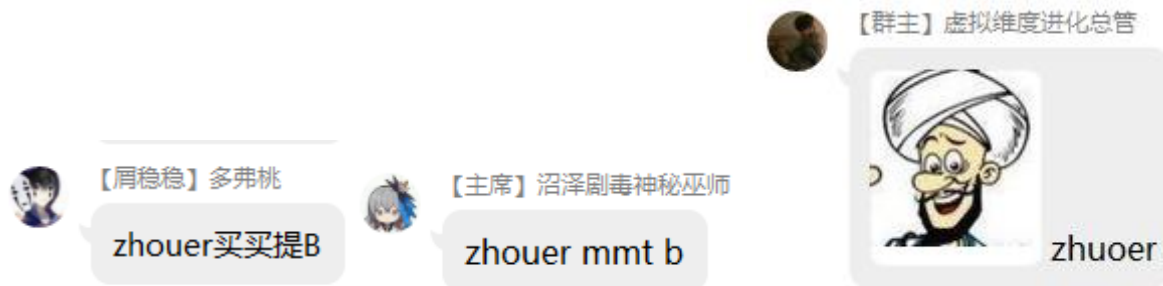 【屑稳稳】多弗桃
zhouer买买提B
【主席】沼泽剧毒神秘巫师
zhouer mmt b
【群主】虚拟维度进化总管
zhuoer